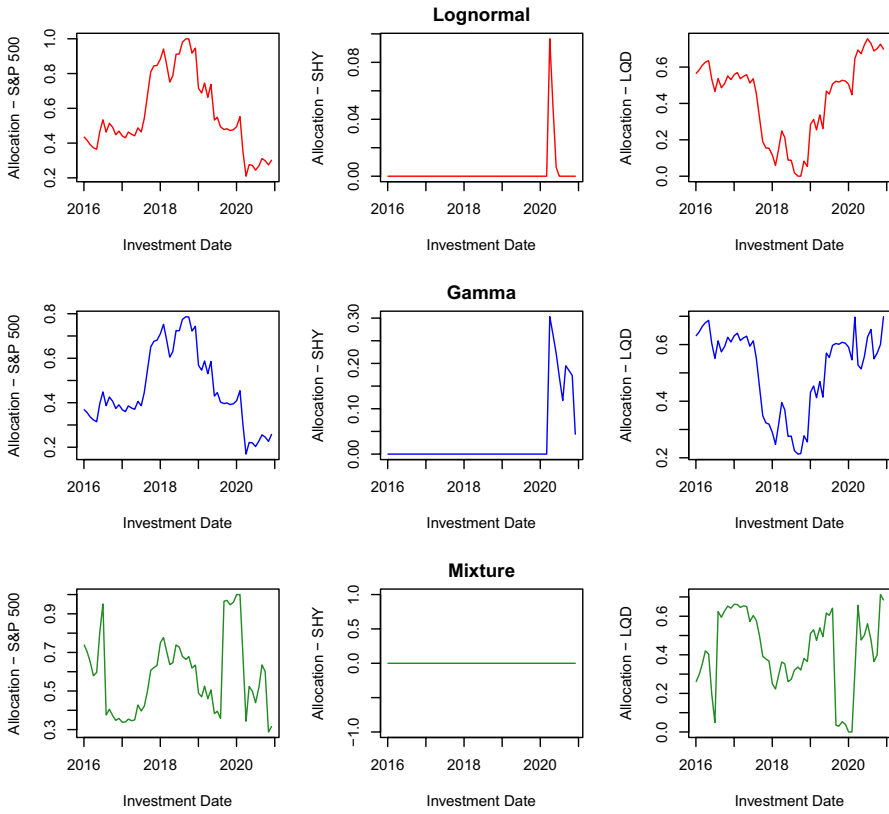 Lognormal
Allocation − S&P 500
0.2 0.4 0.6 0.8 1.0
2016 2018 2020
Investment Date
Allocation − SHY
0.00 0.04 0.08
2016 2018 2020
Investment Date
Allocation − LQD
0.0 0.2 0.4 0.6
2016 2018 2020
Investment Date
Gamma
Allocation − S&P 500
0.2 0.4 0.6 0.8
2016 2018 2020
Investment Date
Allocation − SHY
0.00 0.10 0.20 0.30
2016 2018 2020
Investment Date
Allocation − LQD
0.2 0.4 0.6
2016 2018 2020
Investment Date
Mixture
Allocation − S&P 500
0.3 0.5 0.7 0.9
2016 2018 2020
Investment Date
Allocation − SHY
−1.0 0.0 0.5 1.0
2016 2018 2020
Investment Date
Allocation − LQD
0.0 0.2 0.4 0.6
2016 2018 2020
Investment Date